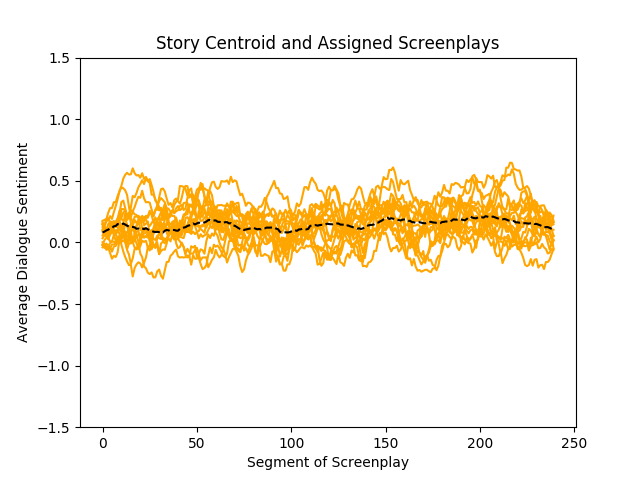 Story Centroid and Assigned Screenplays
1.5
1.0
0.5
0.0
−0.5
−1.0
−1.5
Average Dialogue Sentiment
0 50 100 150 200 250
Segment of Screenplay